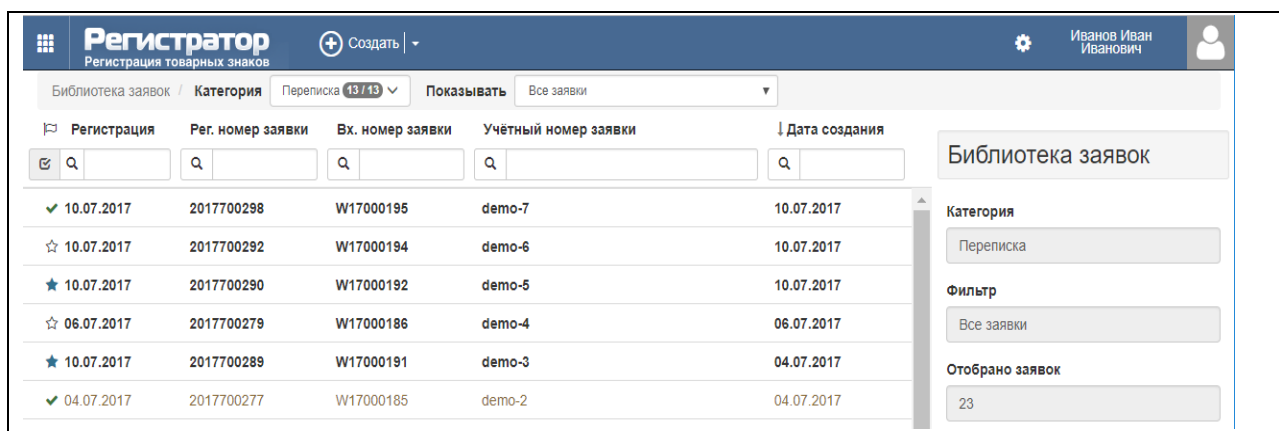 Регистратор
Регистрация товарных знаков
Создать
Иванов Иван
Иванович
Библиотека заявок / Категория Переписка 13 / 13 Показывать Все заявки
Регистрация Рег. номер заявки Вх. номер заявки Учётный номер заявки Дата создания
Библиотека заявок
10.07.2017 2017700298 W17000195 demo-7 10.07.2017
10.07.2017 2017700292 W17000194 demo-6 10.07.2017
10.07.2017 2017700290 W17000192 demo-5 10.07.2017
06.07.2017 2017700279 W17000186 demo-4 06.07.2017
10.07.2017 2017700289 W17000191 demo-3 04.07.2017
04.07.2017 2017700277 W17000185 demo-2 04.07.2017
Категория
Переписка
Фильтр
Все заявки
Отобрано заявок
23